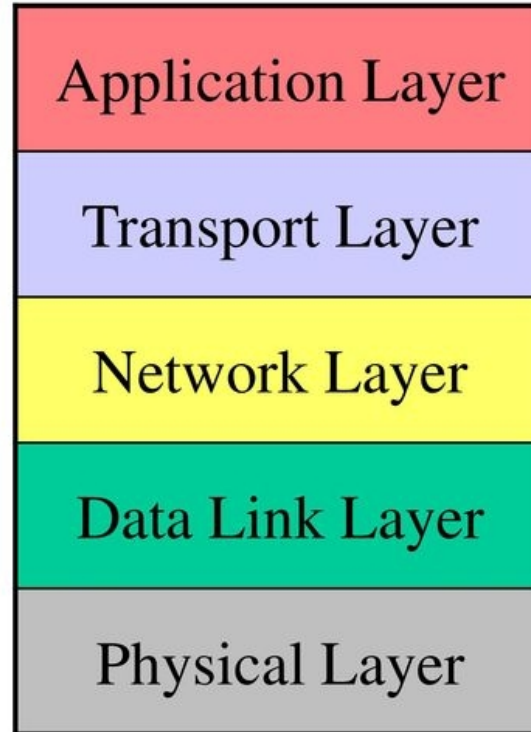 Application Layer
Transport Layer
Network Layer
Data Link Layer
Physical Layer